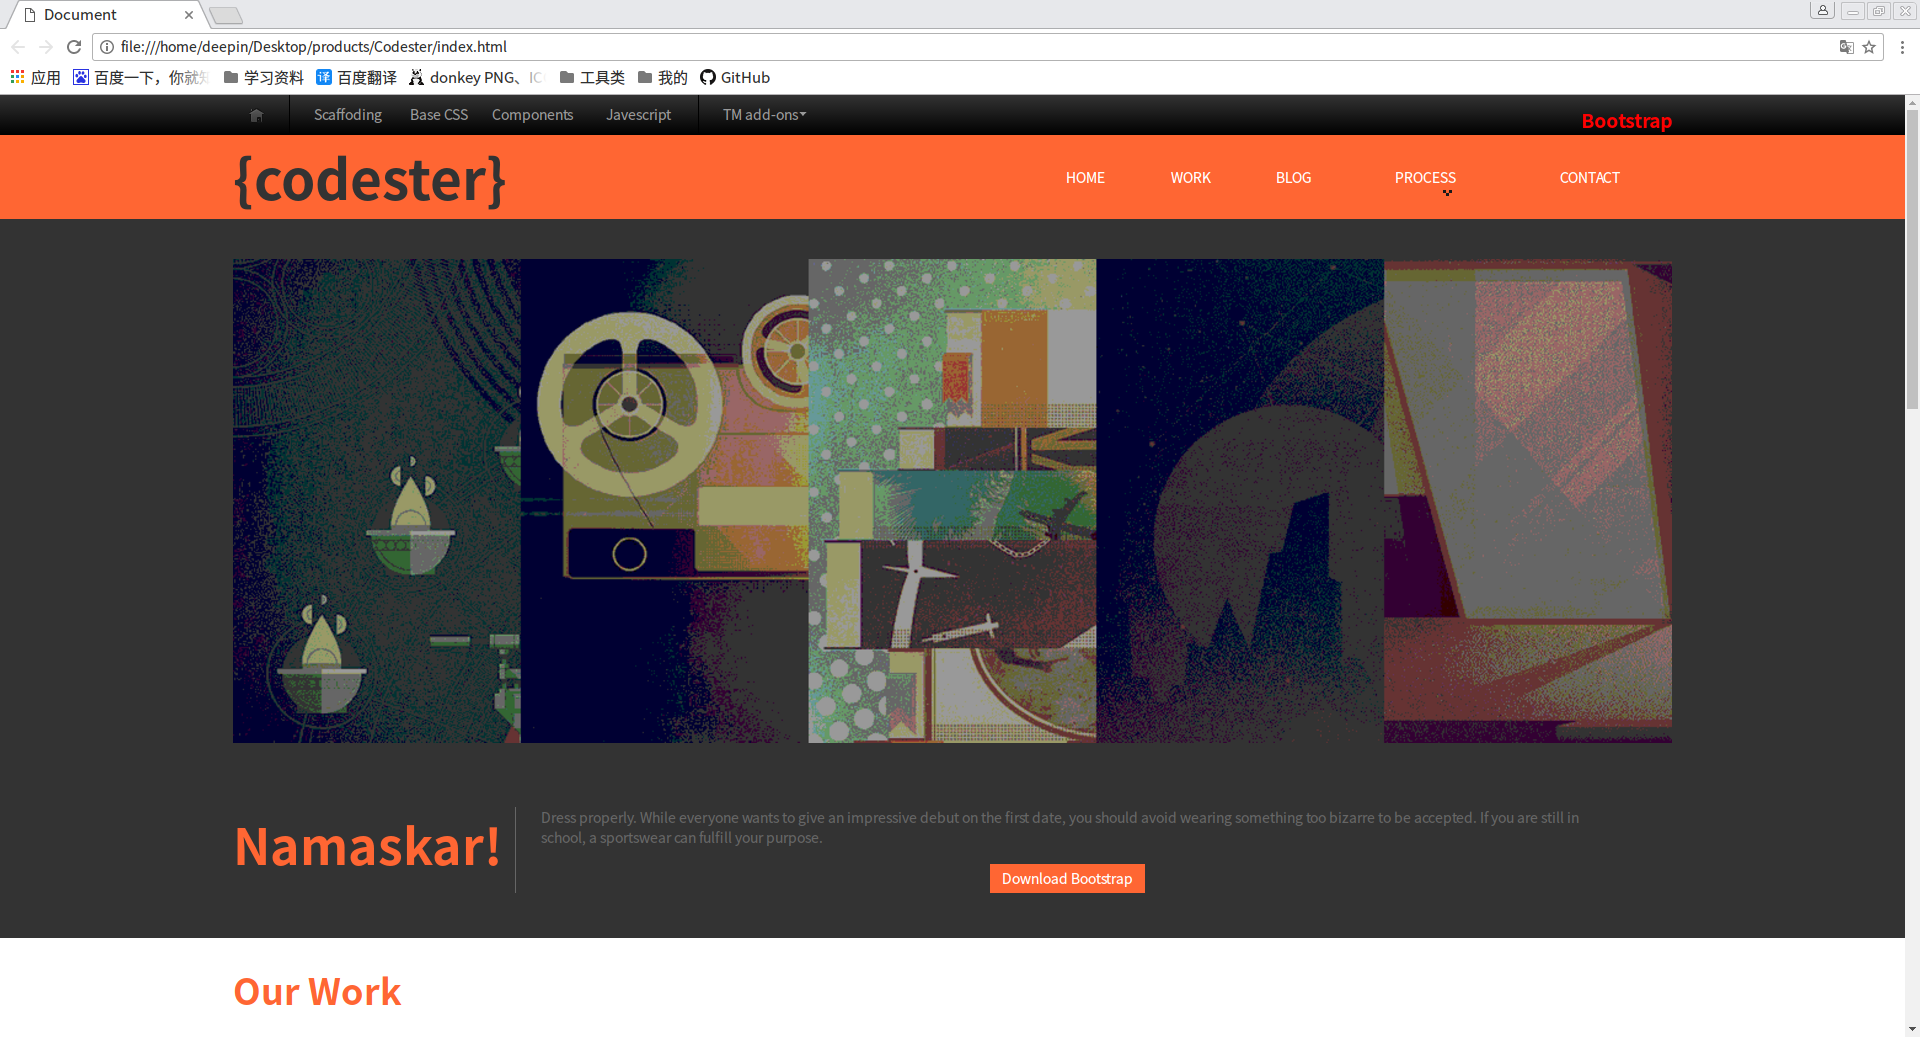 Document
file:///home/deepin/Desktop/products/Codester/index.html
应用 百度一下，你就 学习资料 百度翻译 donkey PNG、IC 工具类 我的 GitHub
Scaffoding Base CSS Components Javescript TM add-ons Bootstrap
{codester} HOME WORK BLOG PROCESS CONTACT
Namaskar!
Dress properly. While everyone wants to give an impressive debut on the first date, you should avoid wearing something too bizarre to be accepted. If you are still in
school, a sportswear can fulfill your purpose.
Download Bootstrap
Our Work